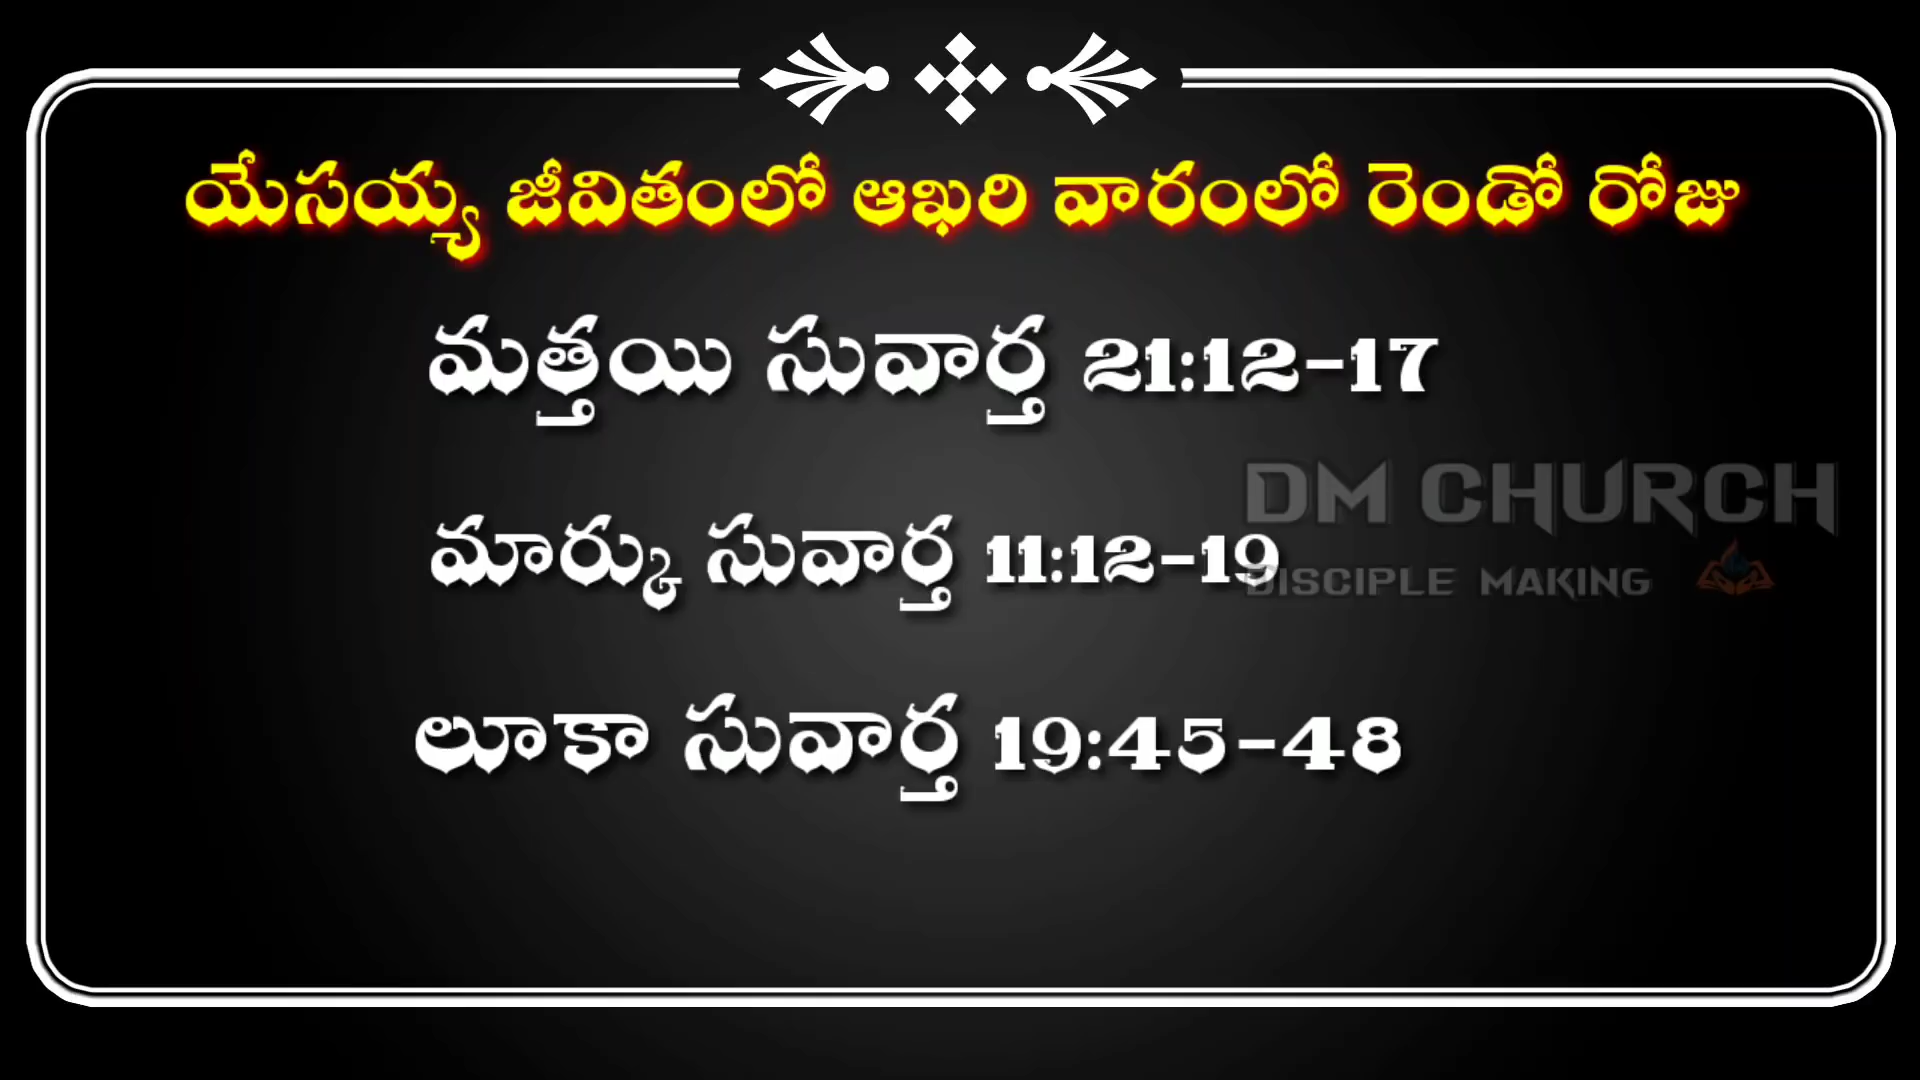 యేసయ్య జీవితంలో ఆఖరి వారంలో రెండో రోజు
మత్తయి సువార్త 21:12-17
మార్కు సువార్త 11:12-19
లూకా సువార్త 19:45-48
DM CHURCH
DISCIPLE MAKING